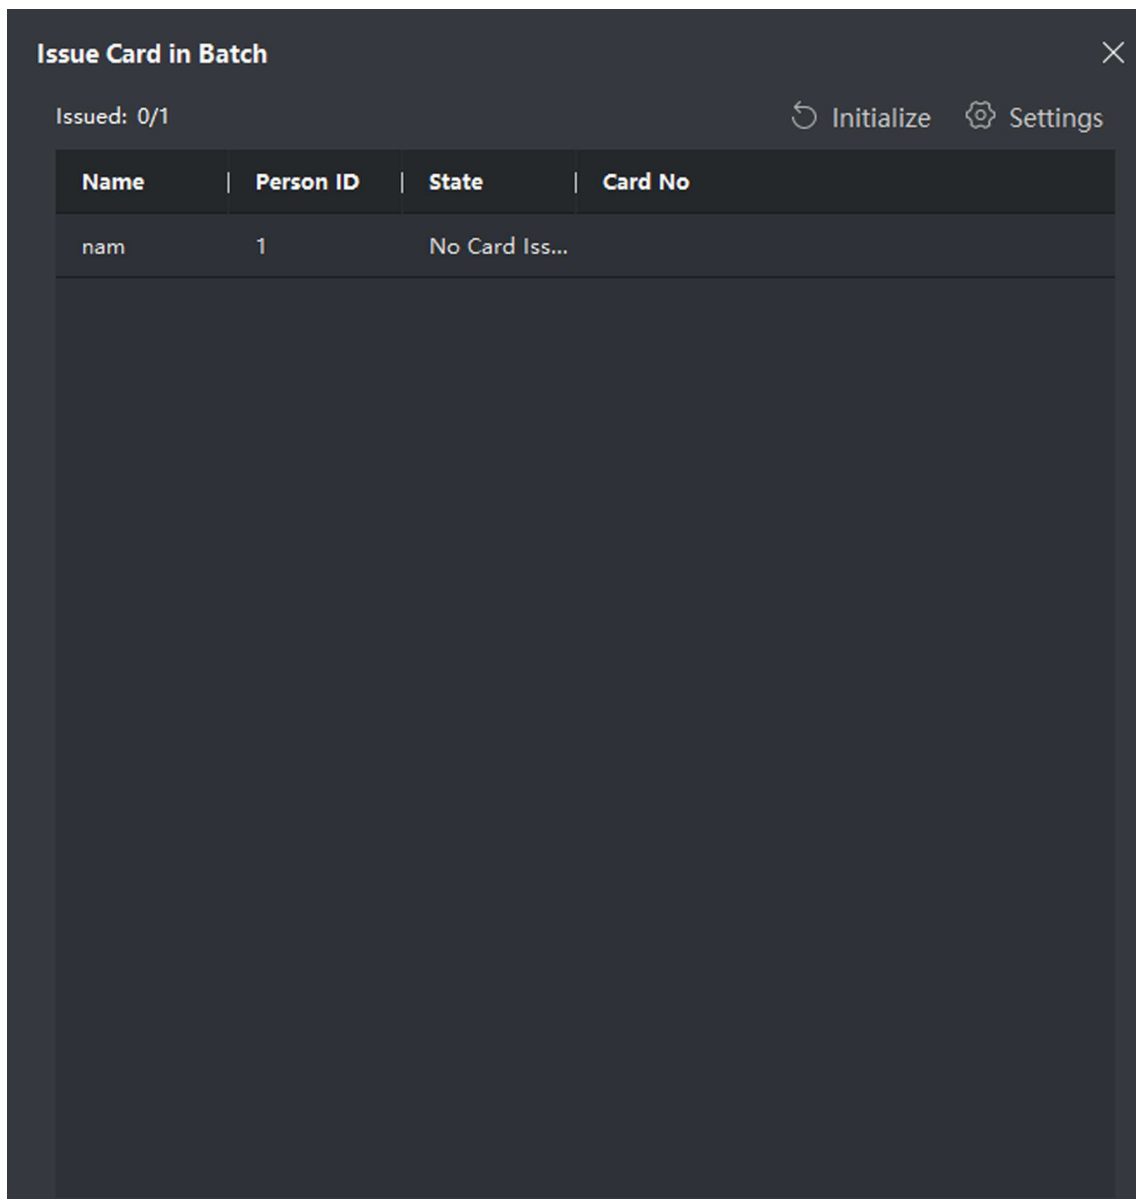 Issue Card in Batch
Issued: 0/1 Initialize Settings
Name | Person ID | State | Card No
nam 1 No Card Iss...